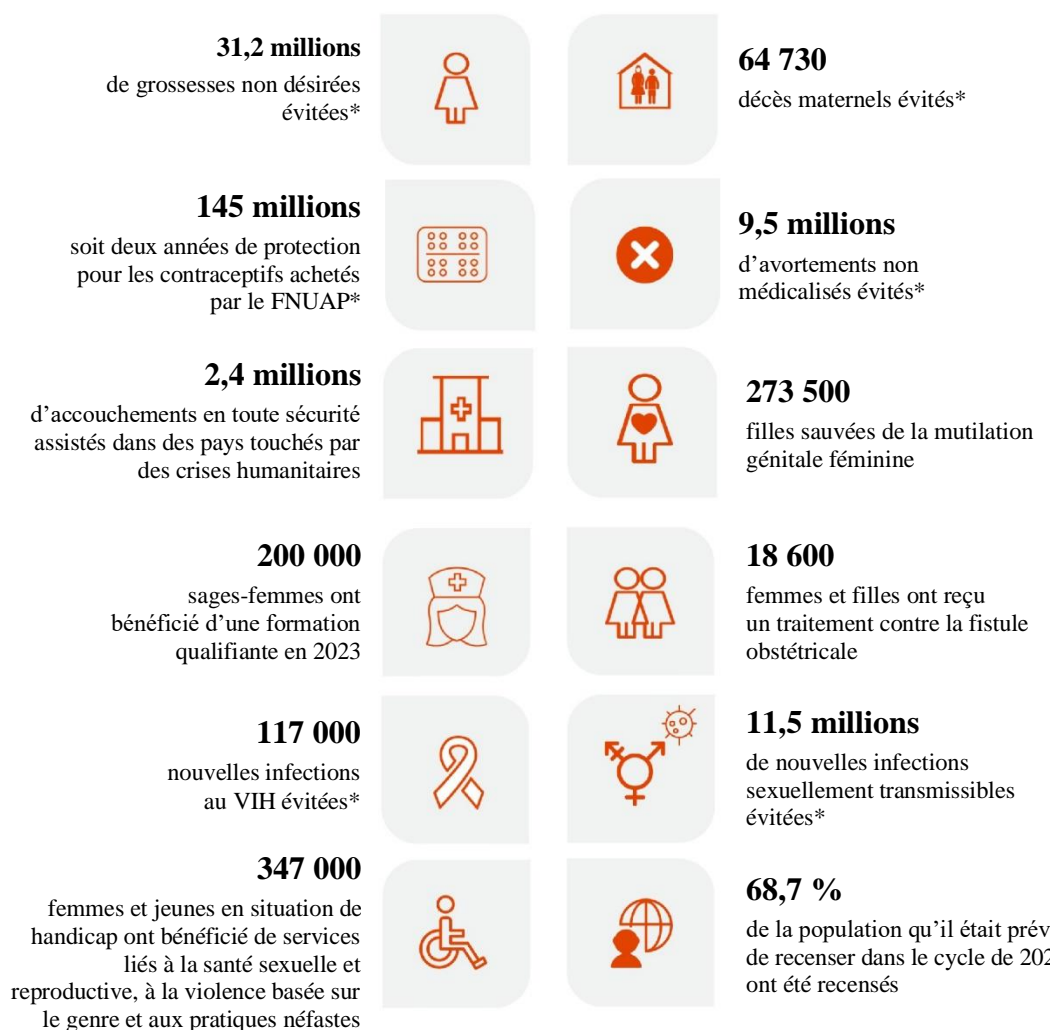 31,2 millions
de grossesses non désirées
évitées*
64 730
décès maternels évités*
145 millions
soit deux années de protection
pour les contraceptifs achetés
par le FNUAP*
9,5 millions
d’avortements non
médicalisés évités*
2,4 millions
d’accouchements en toute sécurité
assistés dans des pays touchés par
des crises humanitaires
273 500
filles sauvées de la mutilation
génitale féminine
200 000
sages-femmes ont
bénéficié d’une formation
qualifiante en 2023
18 600
femmes et filles ont reçu
un traitement contre la fistule
obstétricale
117 000
nouvelles infections
au VIH évitées*
11,5 millions
de nouvelles infections
sexuellement transmissibles
évitées*
347 000
femmes et jeunes en situation de
handicap ont bénéficié de services
liés à la santé sexuelle et
reproductive, à la violence basée sur
le genre et aux pratiques néfastes
68,7 %
de la population qu’il était prév
de recenser dans le cycle de 202
ont été recensés